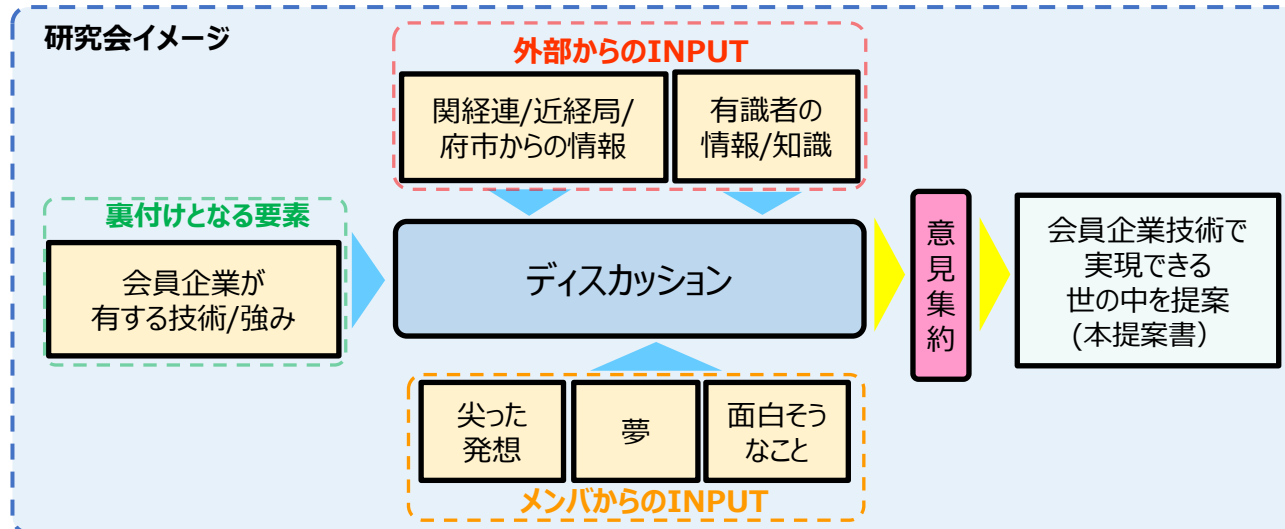 研究会イメージ
外部からのINPUT
関経連/近経局/
府市からの情報
有識者の
情報/知識
裏付けとなる要素
会員企業が
有する技術/強み
ディスカッション
意見集約
会員企業技術で
実現できる
世の中を提案
(本提案書）
尖った
発想
夢
面白そう
なこと
メンバからのINPUT